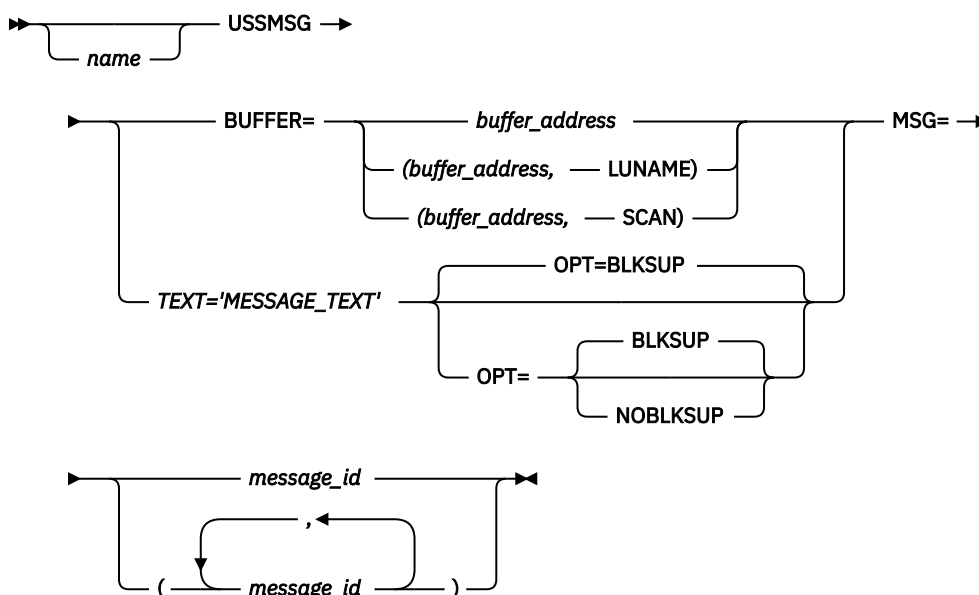 USSMSG
name
BUFFER= buffer_address MSG=
(buffer_address, LUNAME)
(buffer_address, SCAN)
OPT=BLKSUP
TEXT='MESSAGE_TEXT'
BLKSUP
OPT=
NOBLKSUP
message_id
,
( message_id )